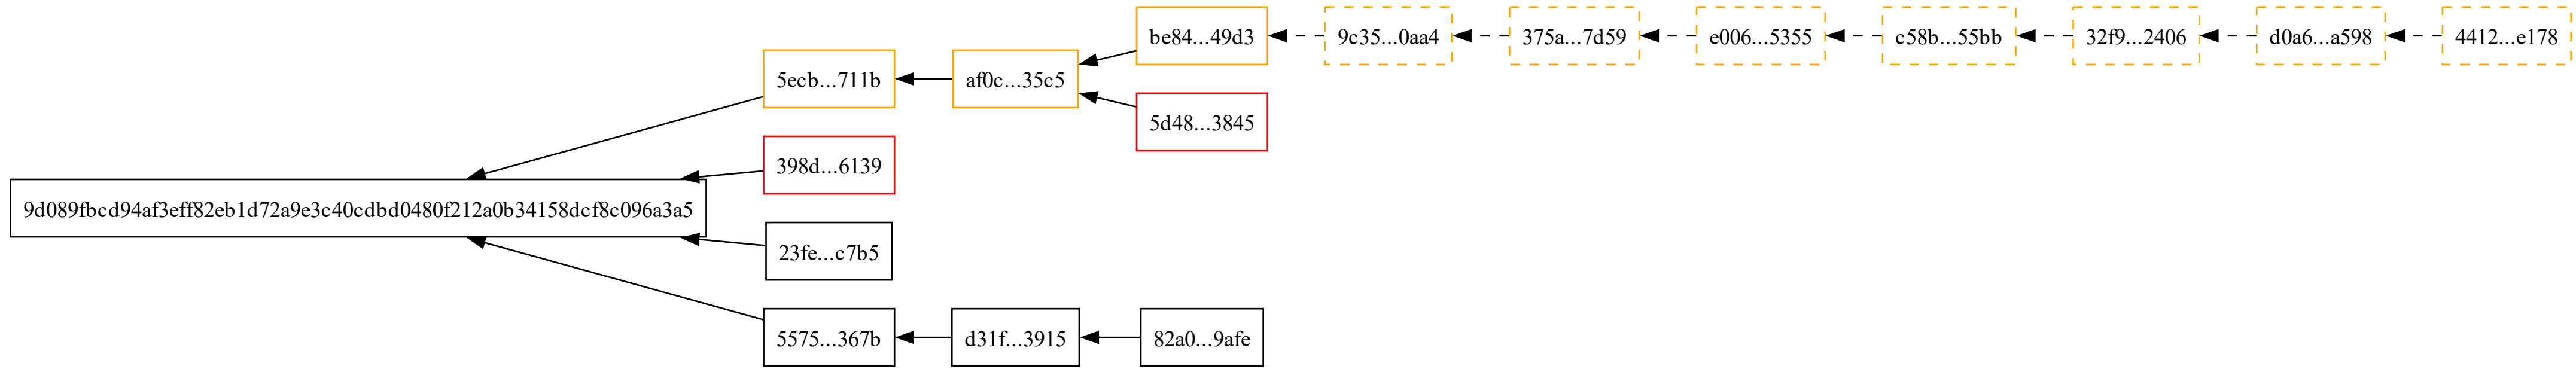 be84...49d3
9c35...0aa4
375a...7d59
e006...5355
c58b...55bb
32f9...2406
d0a6...a598
4412...e178
5ecb...711b
af0c...35c5
5d48...3845
398d...6139
9d089fbcd94af3eff82eb1d72a9e3c40cdbd0480f212a0b34158dcf8c096a3a5
23fe...c7b5
5575...367b
d31f...3915
82a0...9afe